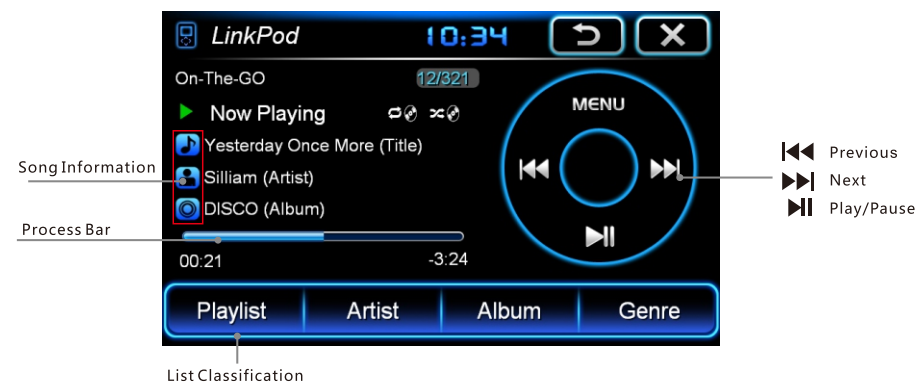 LinkPod 10:34
On-The-GO 12/321
Now Playing
MENU
Yesterday Once More (Title)
Song Information
Silliam (Artist)
DISCO (Album)
Previous
Next
Play/Pause
Process Bar
00:21 -3:24
Playlist Artist Album Genre
List Classification